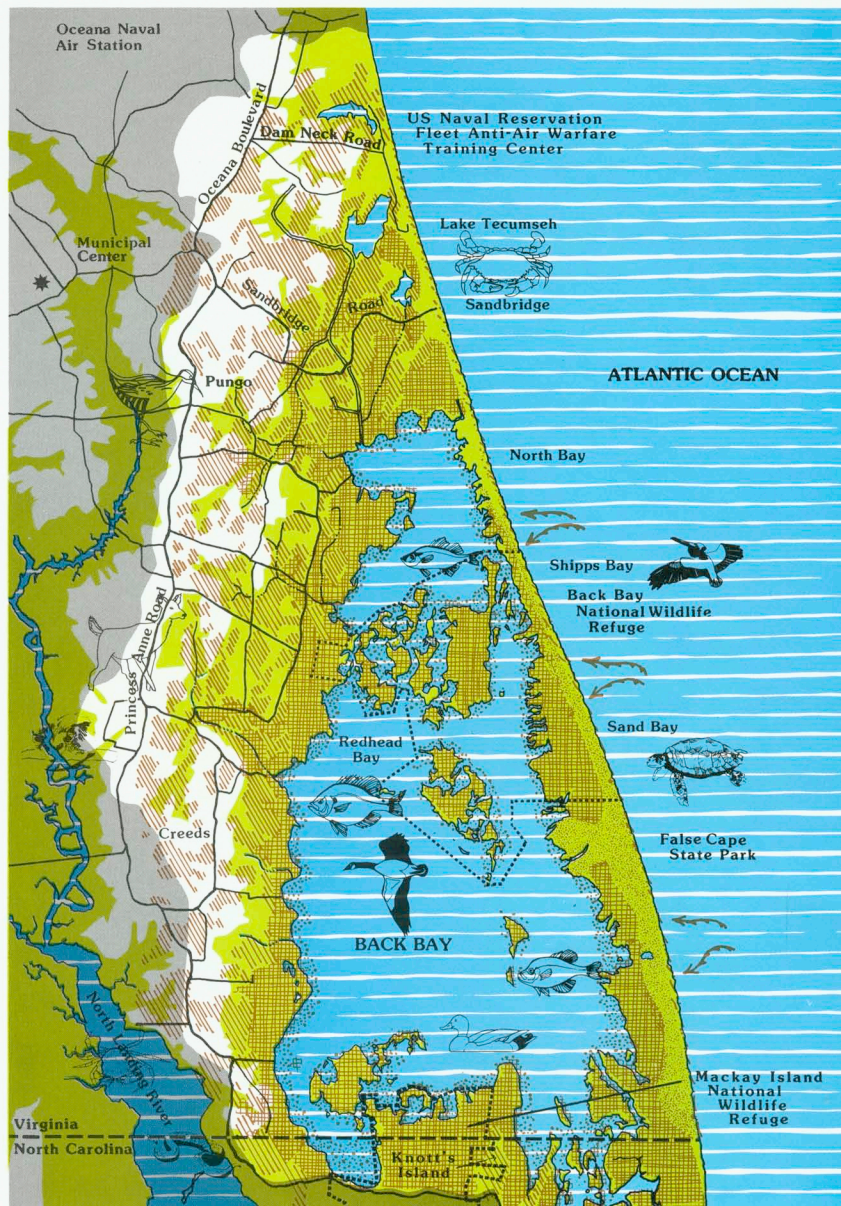 Oceana Naval
Air Station
US Naval Reservation
Fleet Anti-Air Warfare
Training Center
Oceana Boulevard
Dam Neck Road
Lake Tecumseh
Municipal
Center
Sandbridge
Sandbridge Road
Pungo
ATLANTIC OCEAN
North Bay
Shipps Bay
Back Bay
National Wildlife
Refuge
Princess Anne Road
Sand Bay
Redhead
Bay
Creeds
False Cape
State Park
BACK BAY
North Landing River
Mackay Island
National
Wildlife
Refuge
Virginia
North Carolina
Knott's
Island